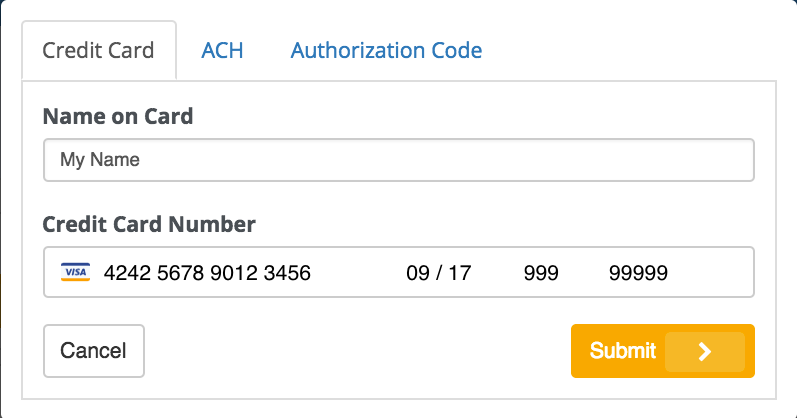 Credit Card ACH Authorization Code
Name on Card
My Name
Credit Card Number
VISA 4242 5678 9012 3456 09 / 17 999 99999
Cancel Submit